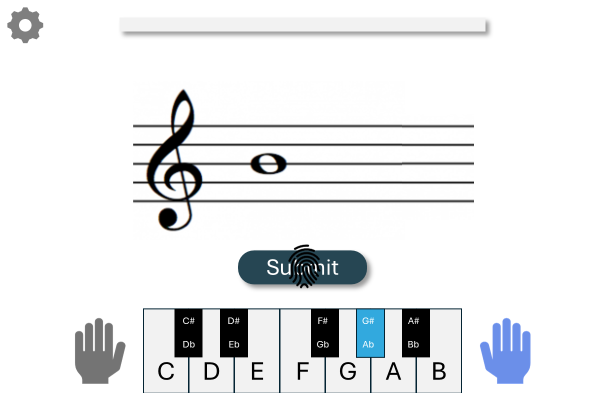 Submit
C# D# F# G# A#
Db Eb Gb Ab Bb
C D E F G A B